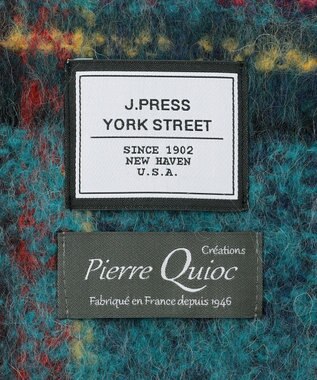 J.PRESS
YORK STREET
SINCE 1902
NEW HAVEN
U.S.A.
Créations
Pierre Quioc
Fabriqué en France depuis 1946